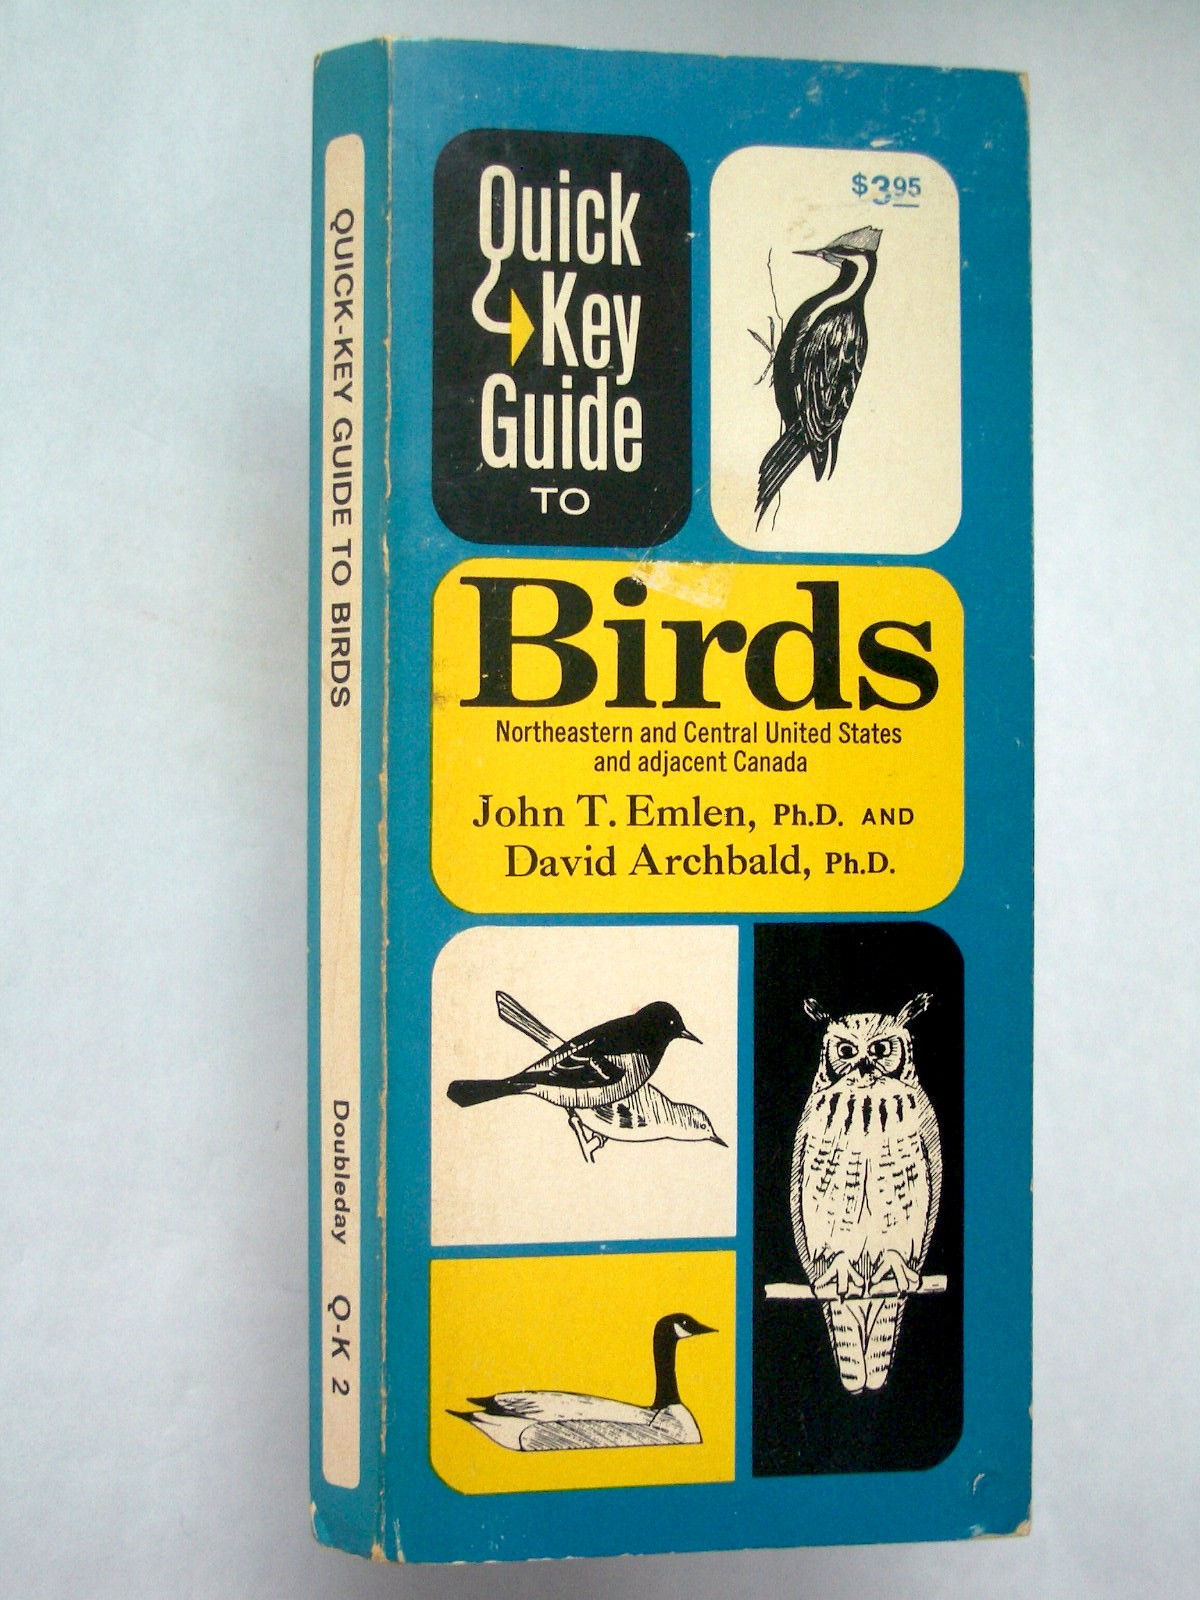 QUICK-KEY GUIDE TO BIRDS Doubleday Q-K 2
Quick
Key
Guide
TO
$3.95
Birds
Northeastern and Central United States
and adjacent Canada
John T. Emlen, Ph.D. AND
David Archbald, Ph.D.